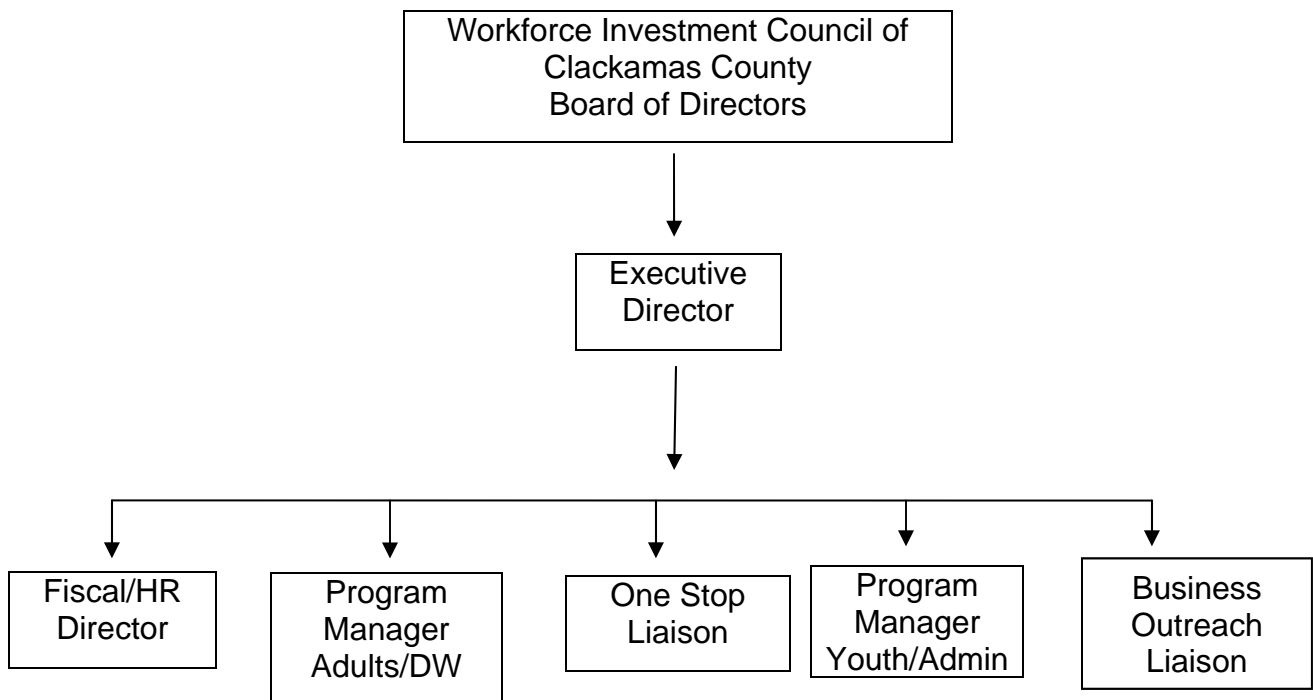 Workforce Investment Council of
Clackamas County
Board of Directors
Executive
Director
Fiscal/HR
Director
Program
Manager
Adults/DW
One Stop
Liaison
Program
Manager
Youth/Admin
Business
Outreach
Liaison